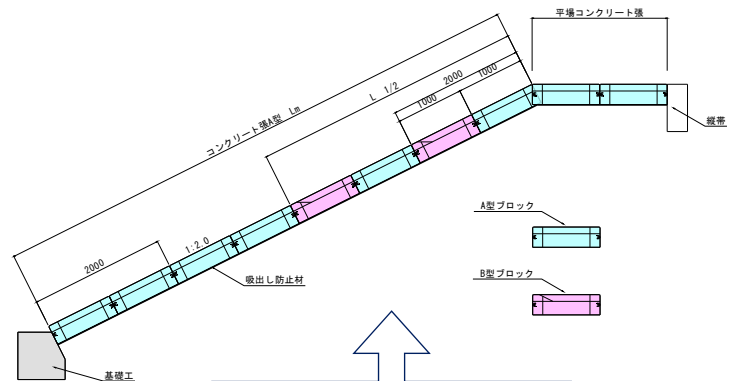 平場コンクリート張
コンクリート張A型 Lm
L 1/2
2000
1000
1000
縦帯
1:2.0
2000
吸出し防止材
基礎工
A型ブロック
B型ブロック